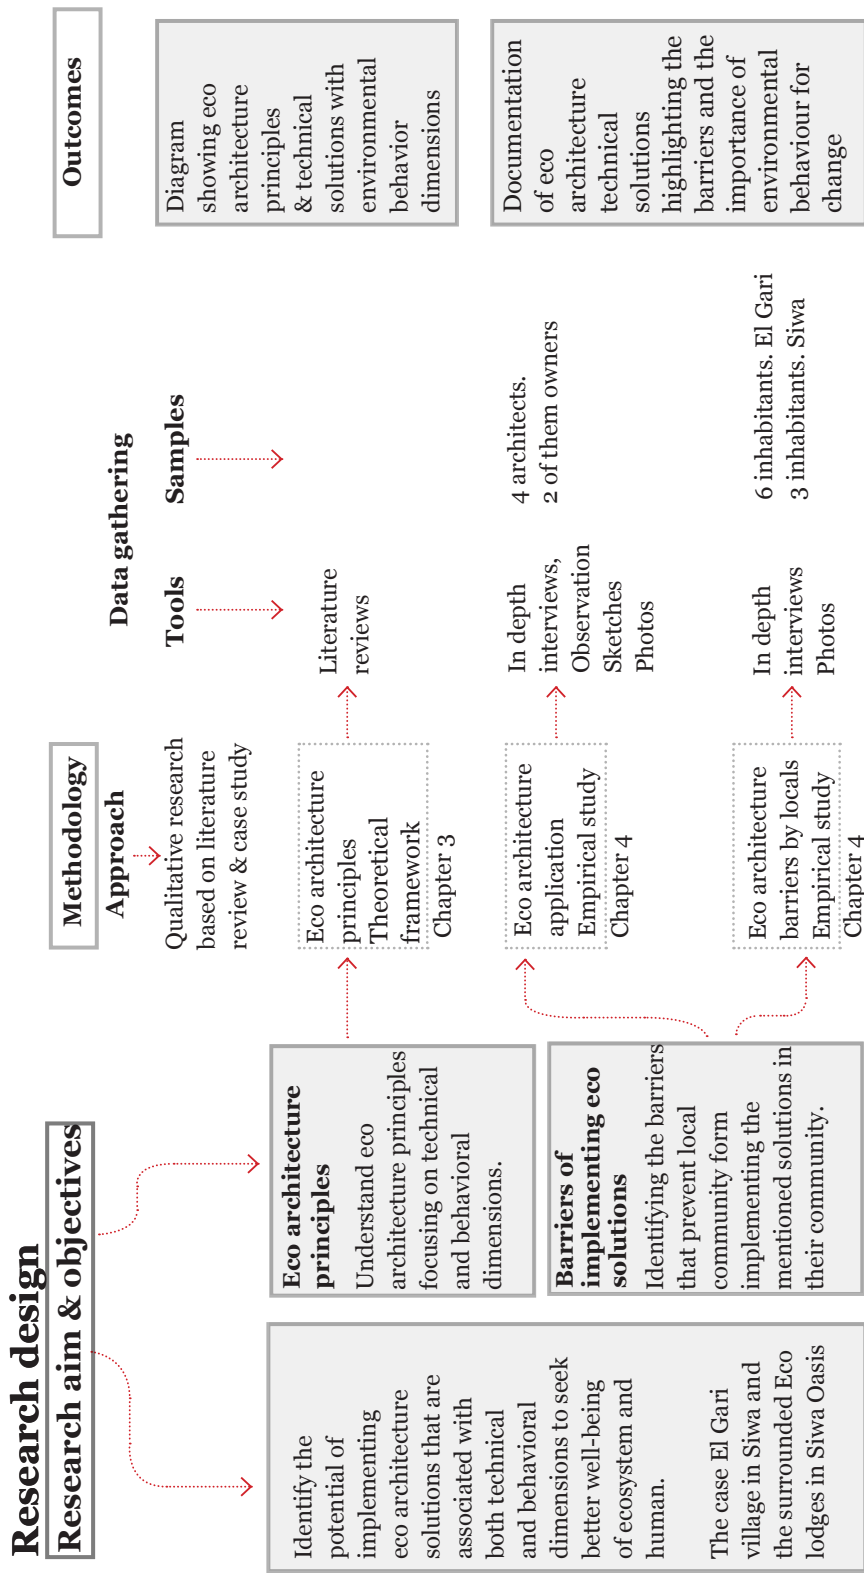 Research design
Research aim & objectives
Identify the
potential of
implementing
eco architecture
solutions that are
associated with
both technical
and behavioral
dimensions to seek
better well-being
of ecosystem and
human.
The case El Gari
village in Siwa and
the surrounded Eco
lodges in Siwa Oasis
Eco architecture
principles
Understand eco
architecture principles
focusing on technical
and behavioral
dimensions.
Barriers of
implementing eco
solutions
Identifying the barriers
that prevent local
community form
implementing the
mentioned solutions in
their community.
Methodology
Approach
Qualitative research
based on literature
review & case study
Eco architecture
principles
Theoretical
framework
Chapter 3
Eco architecture
application
Empirical study
Chapter 4
Eco architecture
barriers by locals
Empirical study
Chapter 4
Data gathering
Tools
Literature
reviews
In depth
interviews,
Observation
Sketches
Photos
In depth
interviews
Photos
Samples
4 architects.
2 of them owners
6 inhabitants. El Gari
3 inhabitants. Siwa
Outcomes
Diagram
showing eco
architecture
principles
& technical
solutions with
environmental
behavior
dimensions
Documentation
of eco
architecture
technical
solutions
highlighting the
barriers and the
importance of
environmental
behaviour for
change